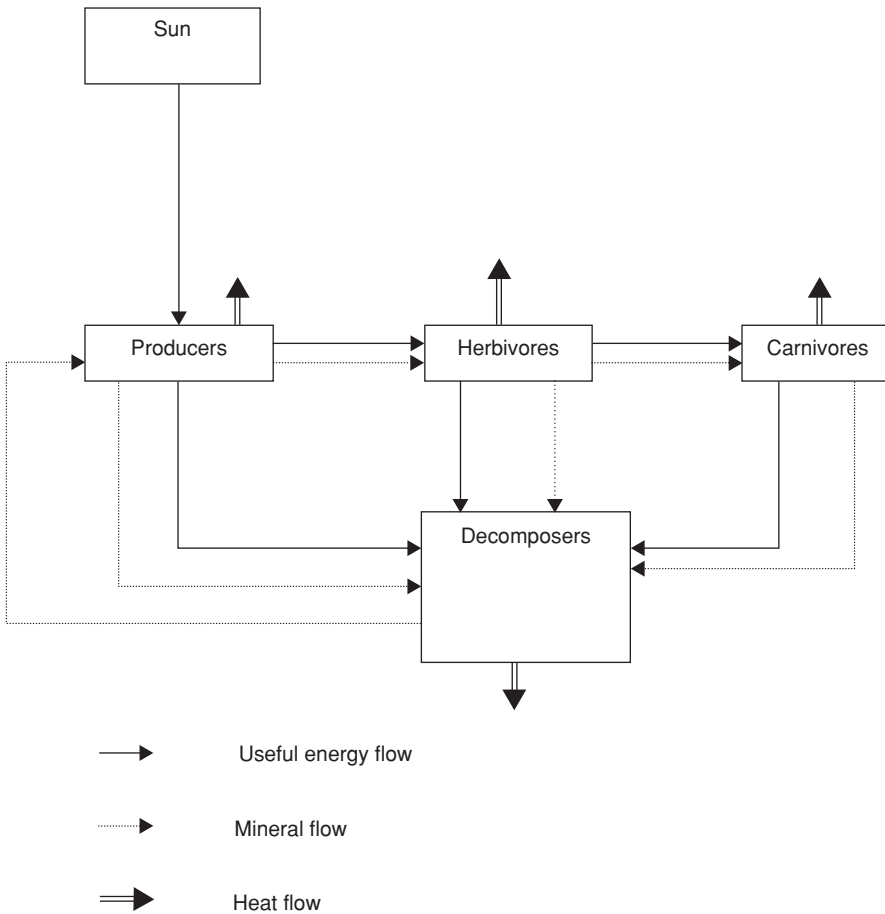 Sun
Producers
Herbivores
Carnivores
Decomposers
Useful energy flow
Mineral flow
Heat flow